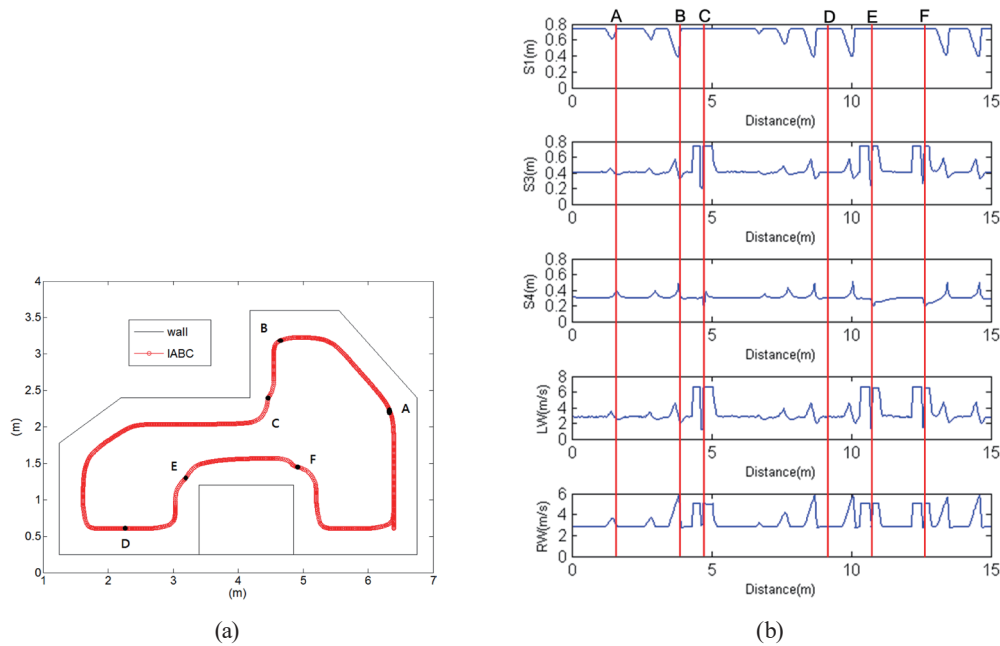 4
3.5
3
2.5
2
1.5
1
0.5
0
(m)
wall
IABC
A
B
C
D
E
F
1 2 3 4 5 6 7
(m)
(a)
A B C D E F
S1(m)
0.8
0.6
0.4
0.2
0
0 5 10 15
Distance(m)
S3(m)
0.8
0.6
0.4
0.2
0
0 5 10 15
Distance(m)
S4(m)
0.8
0.6
0.4
0.2
0
0 5 10 15
Distance(m)
LW(m/s)
8
6
4
2
0
0 5 10 15
Distance(m)
RW(m/s)
6
4
2
0
0 5 10 15
Distance(m)
(b)